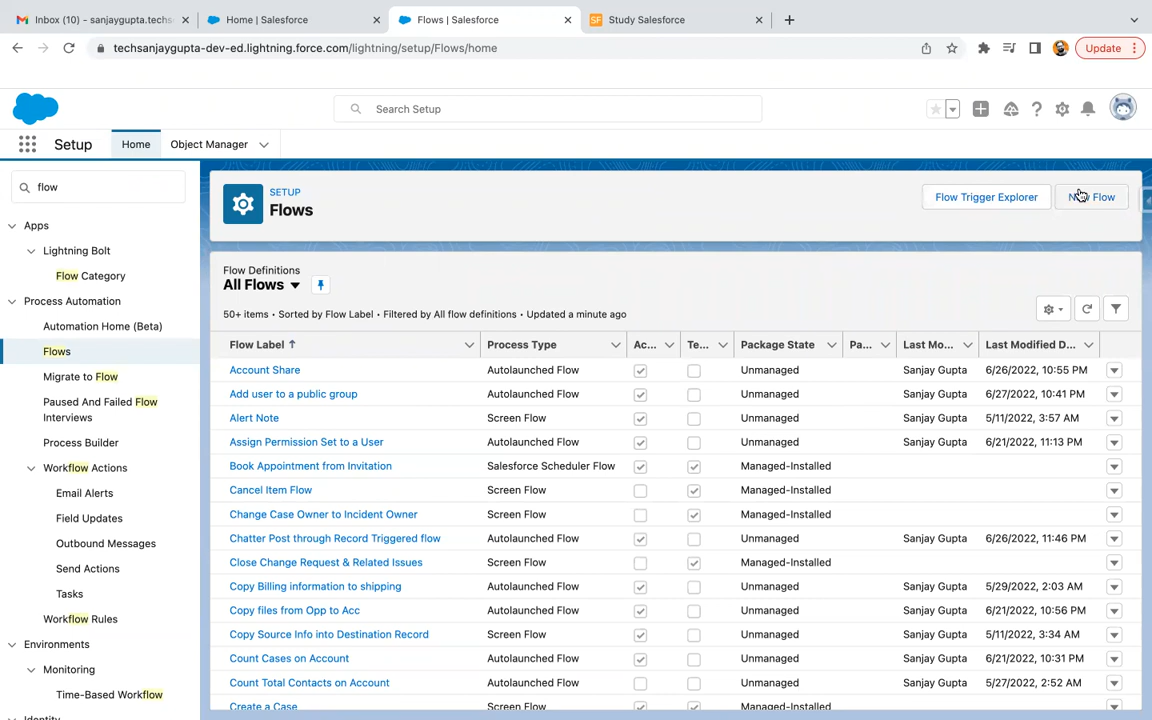 Inbox (10) – sanjaygupta.techs
Home | Salesforce
Flows | Salesforce
SF Study Salesforce
techsanjaygupta-dev-ed.lightning.force.com/lightning/setup/Flows/home
Update
Search Setup
Setup Home Object Manager
flow
Apps
Lightning Bolt
Flow Category
Process Automation
Automation Home (Beta)
Flows
Migrate to Flow
Paused And Failed Flow
Interviews
Process Builder
Workflow Actions
Email Alerts
Field Updates
Outbound Messages
Send Actions
Tasks
Workflow Rules
Environments
Monitoring
Time-Based Workflow
Identity
SETUP
Flows
Flow Trigger Explorer
New Flow
Flow Definitions
All Flows
50+ items • Sorted by Flow Label • Filtered by All flow definitions • Updated a minute ago
Flow Label Process Type Ac... Te... Package State Pa... Last Mo... Last Modified D...
Account Share Autolaunched Flow Unmanaged Sanjay Gupta 6/26/2022, 10:55 PM
Add user to a public group Autolaunched Flow Unmanaged Sanjay Gupta 6/27/2022, 10:41 PM
Alert Note Screen Flow Unmanaged Sanjay Gupta 5/11/2022, 3:57 AM
Assign Permission Set to a User Autolaunched Flow Unmanaged Sanjay Gupta 6/21/2022, 11:13 PM
Book Appointment from Invitation Salesforce Scheduler Flow Managed-Installed
Cancel Item Flow Screen Flow Managed-Installed
Change Case Owner to Incident Owner Screen Flow Managed-Installed
Chatter Post through Record Triggered flow Autolaunched Flow Unmanaged Sanjay Gupta 6/26/2022, 11:46 PM
Close Change Request & Related Issues Screen Flow Managed-Installed
Copy Billing information to shipping Autolaunched Flow Unmanaged Sanjay Gupta 5/29/2022, 2:03 AM
Copy files from Opp to Acc Autolaunched Flow Unmanaged Sanjay Gupta 6/21/2022, 10:56 PM
Copy Source Info into Destination Record Screen Flow Unmanaged Sanjay Gupta 5/11/2022, 3:34 AM
Count Cases on Account Autolaunched Flow Unmanaged Sanjay Gupta 6/21/2022, 10:31 PM
Count Total Contacts on Account Autolaunched Flow Unmanaged Sanjay Gupta 5/27/2022, 2:52 AM
Create a Case Screen Flow Managed-Installed